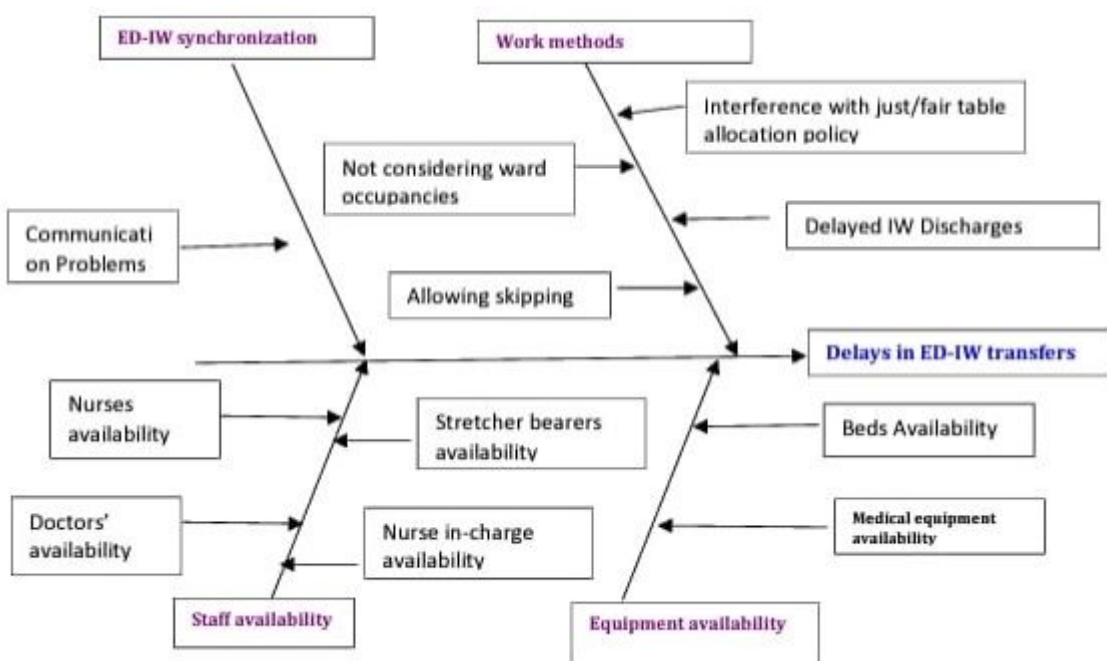 ED-IW synchronization
Work methods
Interference with just/fair table
allocation policy
Not considering ward
occupancies
Communicati
on Problems
Delayed IW Discharges
Allowing skipping
Delays in ED-IW transfers
Nurses
availability
Stretcher bearers
availability
Beds Availability
Doctors'
availability
Nurse in-charge
availability
Medical equipment
availability
Staff availability
Equipment availability